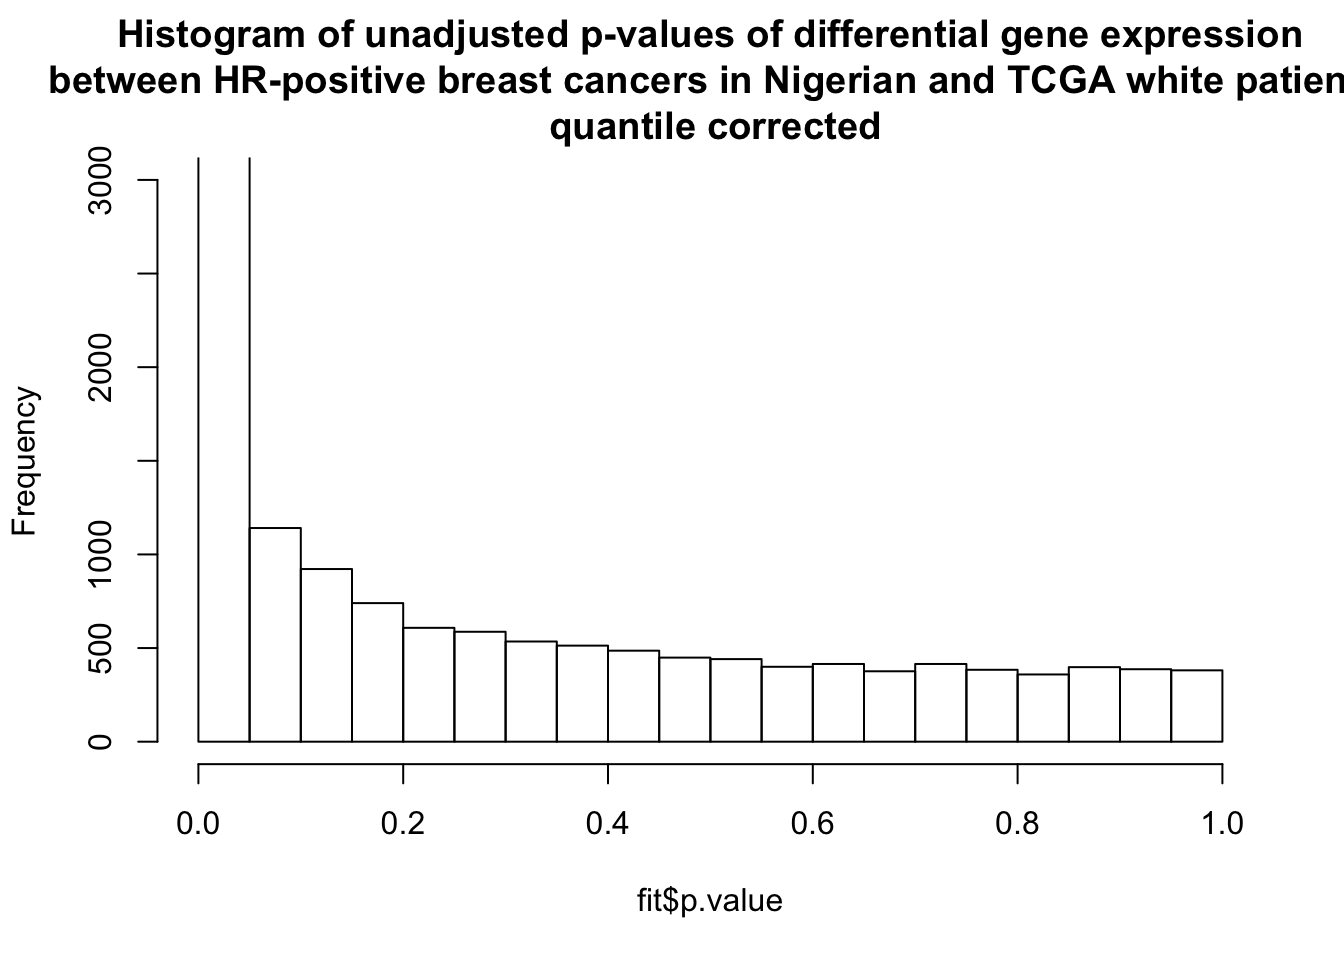 Histogram of unadjusted p-values of differential gene expression
between HR-positive breast cancers in Nigerian and TCGA white patien
quantile corrected
3000
2000
1000
500
0
Frequency
0.0 0.2 0.4 0.6 0.8 1.0
fit$p.value